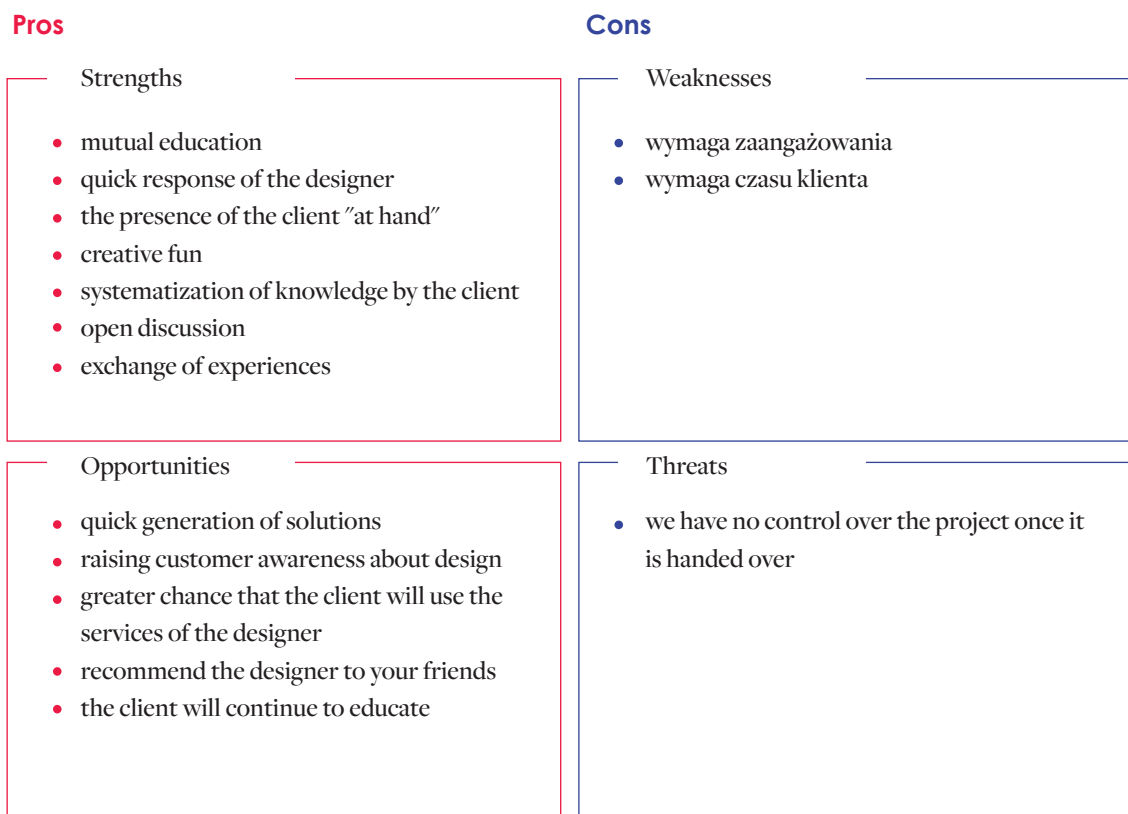 Pros
Strengths
mutual education
quick response of the designer
the presence of the client "at hand"
creative fun
systematization of knowledge by the client
open discussion
exchange of experiences
Cons
Weaknesses
wymaga zaangażowania
wymaga czasu klienta
Opportunities
quick generation of solutions
raising customer awareness about design
greater chance that the client will use the
services of the designer
recommend the designer to your friends
the client will continue to educate
Threats
we have no control over the project once it
is handed over